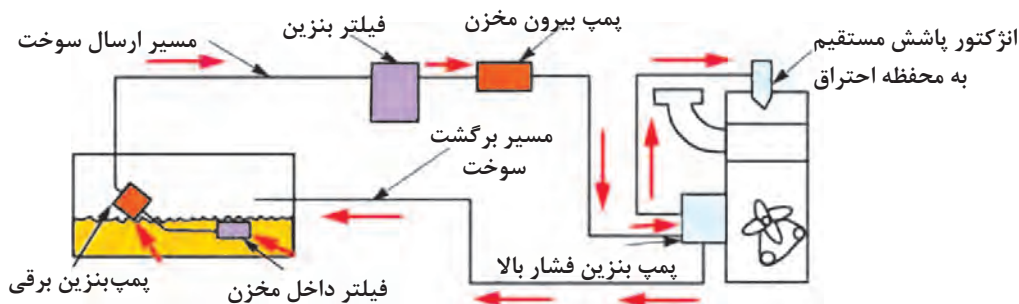 پمپ بیرون مخزن
فیلتر بنزین
مسیر ارسال سوخت
انژکتور پاشش مستقیم
به محفظه احتراق
مسیر برگشت
سوخت
پمپ بنزین فشار بالا
فیلتر داخل مخزن
پمپ‌بنزین برقی